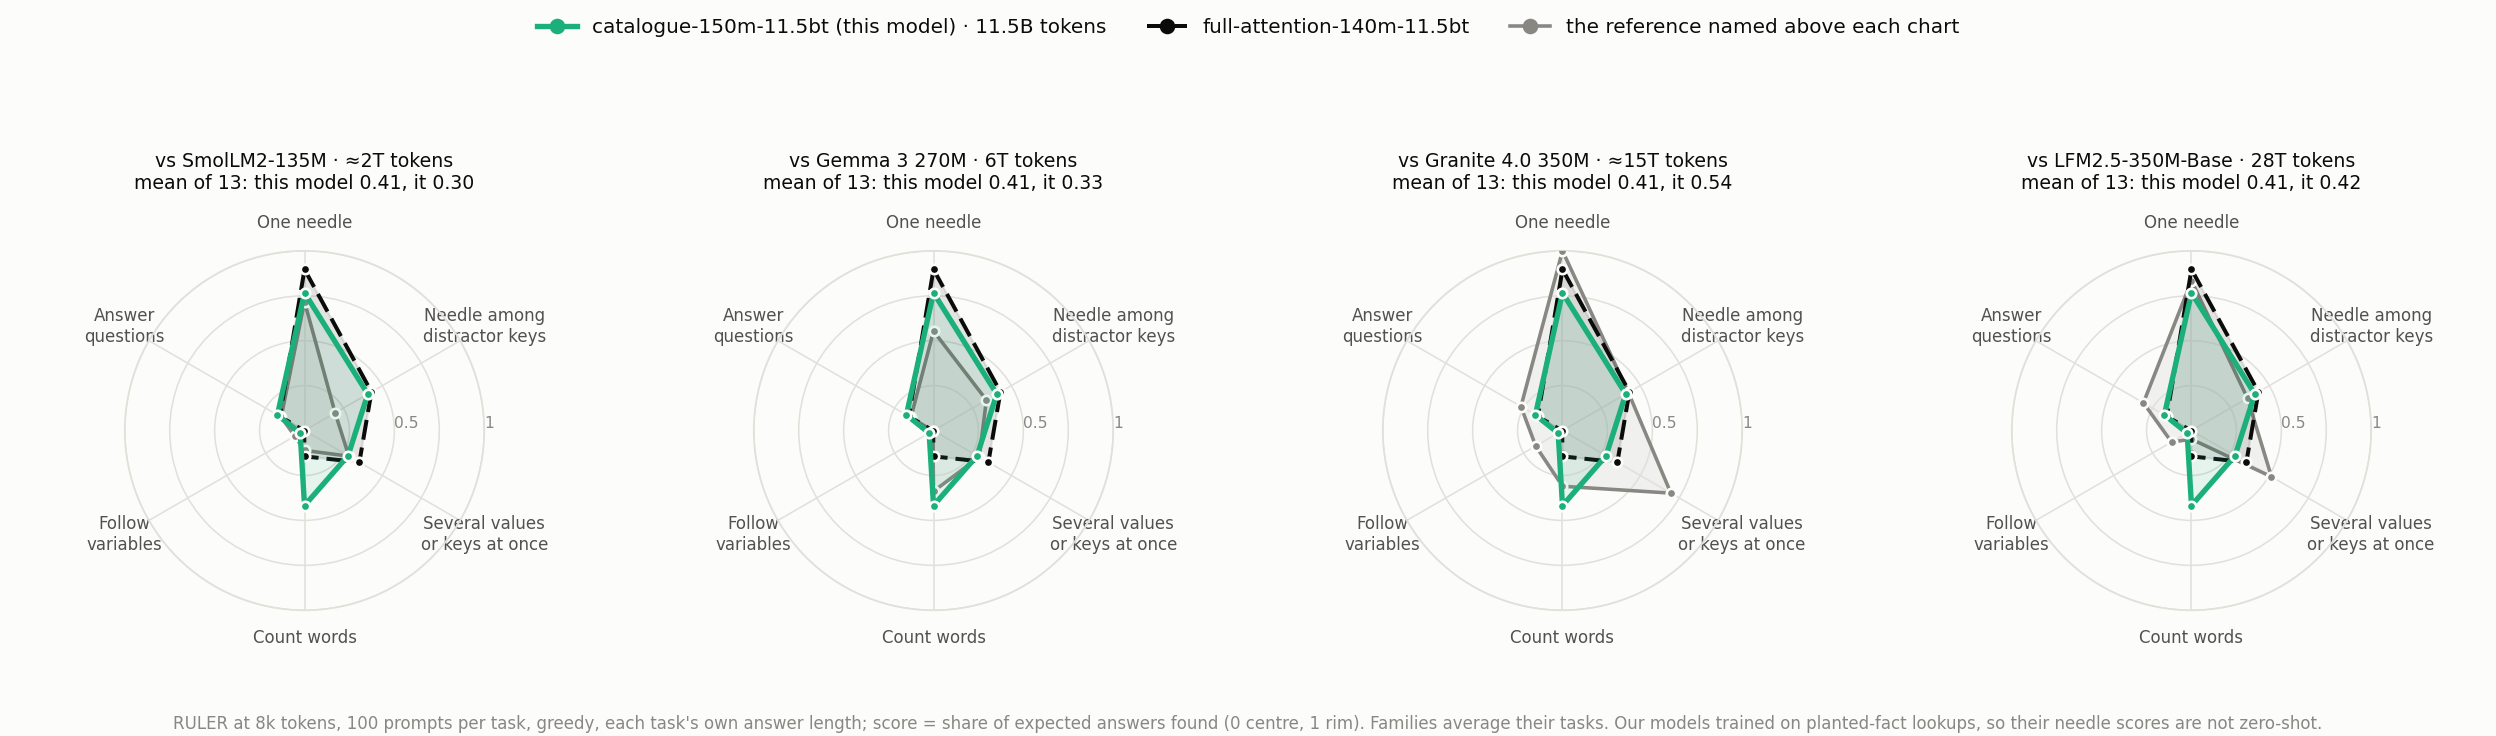 catalogue-150m-11.5bt (this model) · 11.5B tokens
full-attention-140m-11.5bt
the reference named above each chart
vs SmolLM2-135M · ≈2T tokens
mean of 13: this model 0.41, it 0.30
One needle
Answer
questions
Needle among
distractor keys
0.5
1
Follow
variables
Several values
or keys at once
Count words
vs Gemma 3 270M · 6T tokens
mean of 13: this model 0.41, it 0.33
One needle
Answer
questions
Needle among
distractor keys
0.5
1
Follow
variables
Several values
or keys at once
Count words
vs Granite 4.0 350M · ≈15T tokens
mean of 13: this model 0.41, it 0.54
One needle
Answer
questions
Needle among
distractor keys
0.5
1
Follow
variables
Several values
or keys at once
Count words
vs LFM2.5-350M-Base · 28T tokens
mean of 13: this model 0.41, it 0.42
One needle
Answer
questions
Needle among
distractor keys
0.5
1
Follow
variables
Several values
or keys at once
Count words
RULER at 8k tokens, 100 prompts per task, greedy, each task's own answer length; score = share of expected answers found (0 centre, 1 rim). Families average their tasks. Our models trained on planted-fact lookups, so their needle scores are not zero-shot.